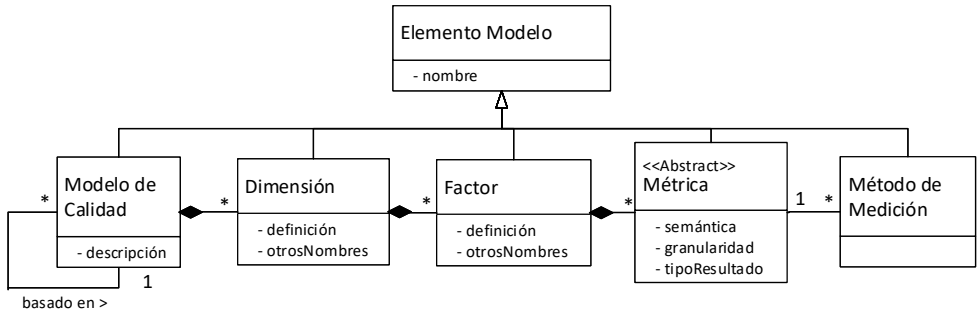 Elemento Modelo
- nombre
Modelo de
Calidad
- descripción
*
1
basado en >
Dimensión
- definición
- otrosNombres
*
Factor
- definición
- otrosNombres
*
<<Abstract>>
Métrica
- semántica
- granularidad
- tipoResultado
*
1
*
Método de
Medición